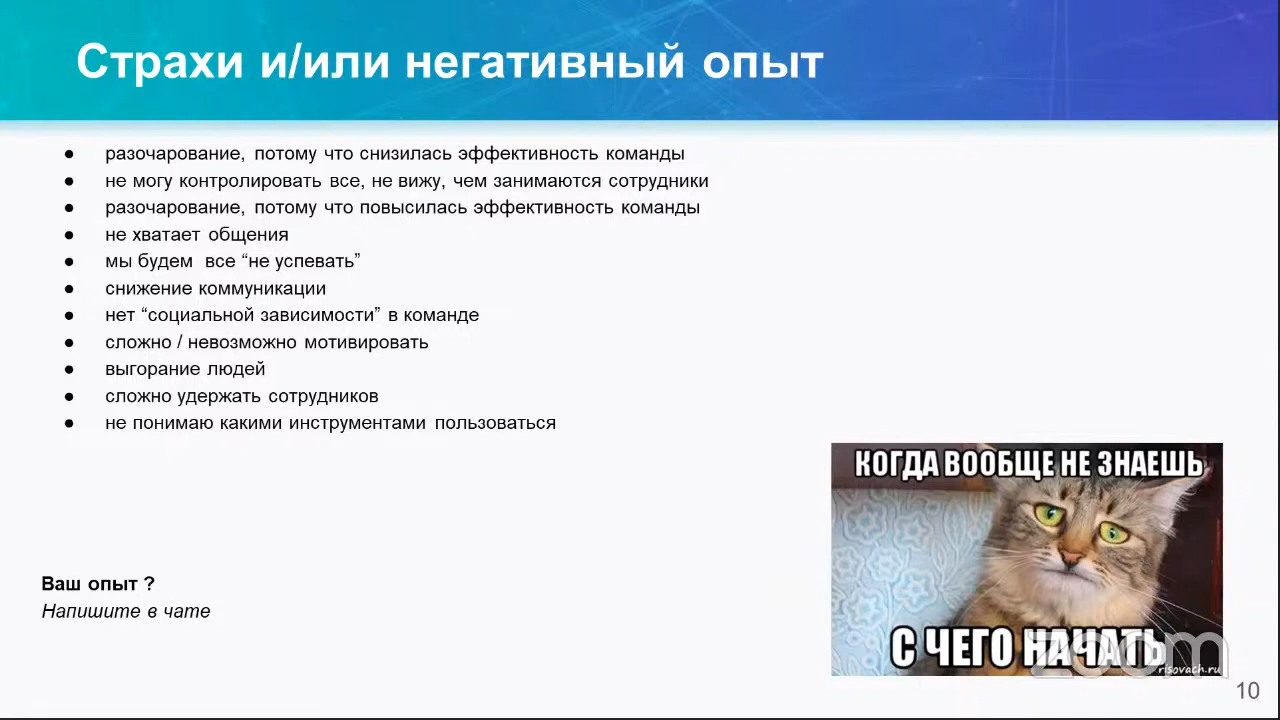 Страхи и/или негативный опыт
● разочарование, потому что снизилась эффективность команды
● не могу контролировать все, не вижу, чем занимаются сотрудники
● разочарование, потому что повысилась эффективность команды
● не хватает общения
● мы будем все “не успевать”
● снижение коммуникации
● нет “социальной зависимости” в команде
● сложно / невозможно мотивировать
● выгорание людей
● сложно удержать сотрудников
● не понимаю какими инструментами пользоваться
КОГДА ВООБЩЕ НЕ ЗНАЕШЬ
С ЧЕГО НАЧАТЬ
zoom
risovach.ru
Ваш опыт ?
Напишите в чате
10